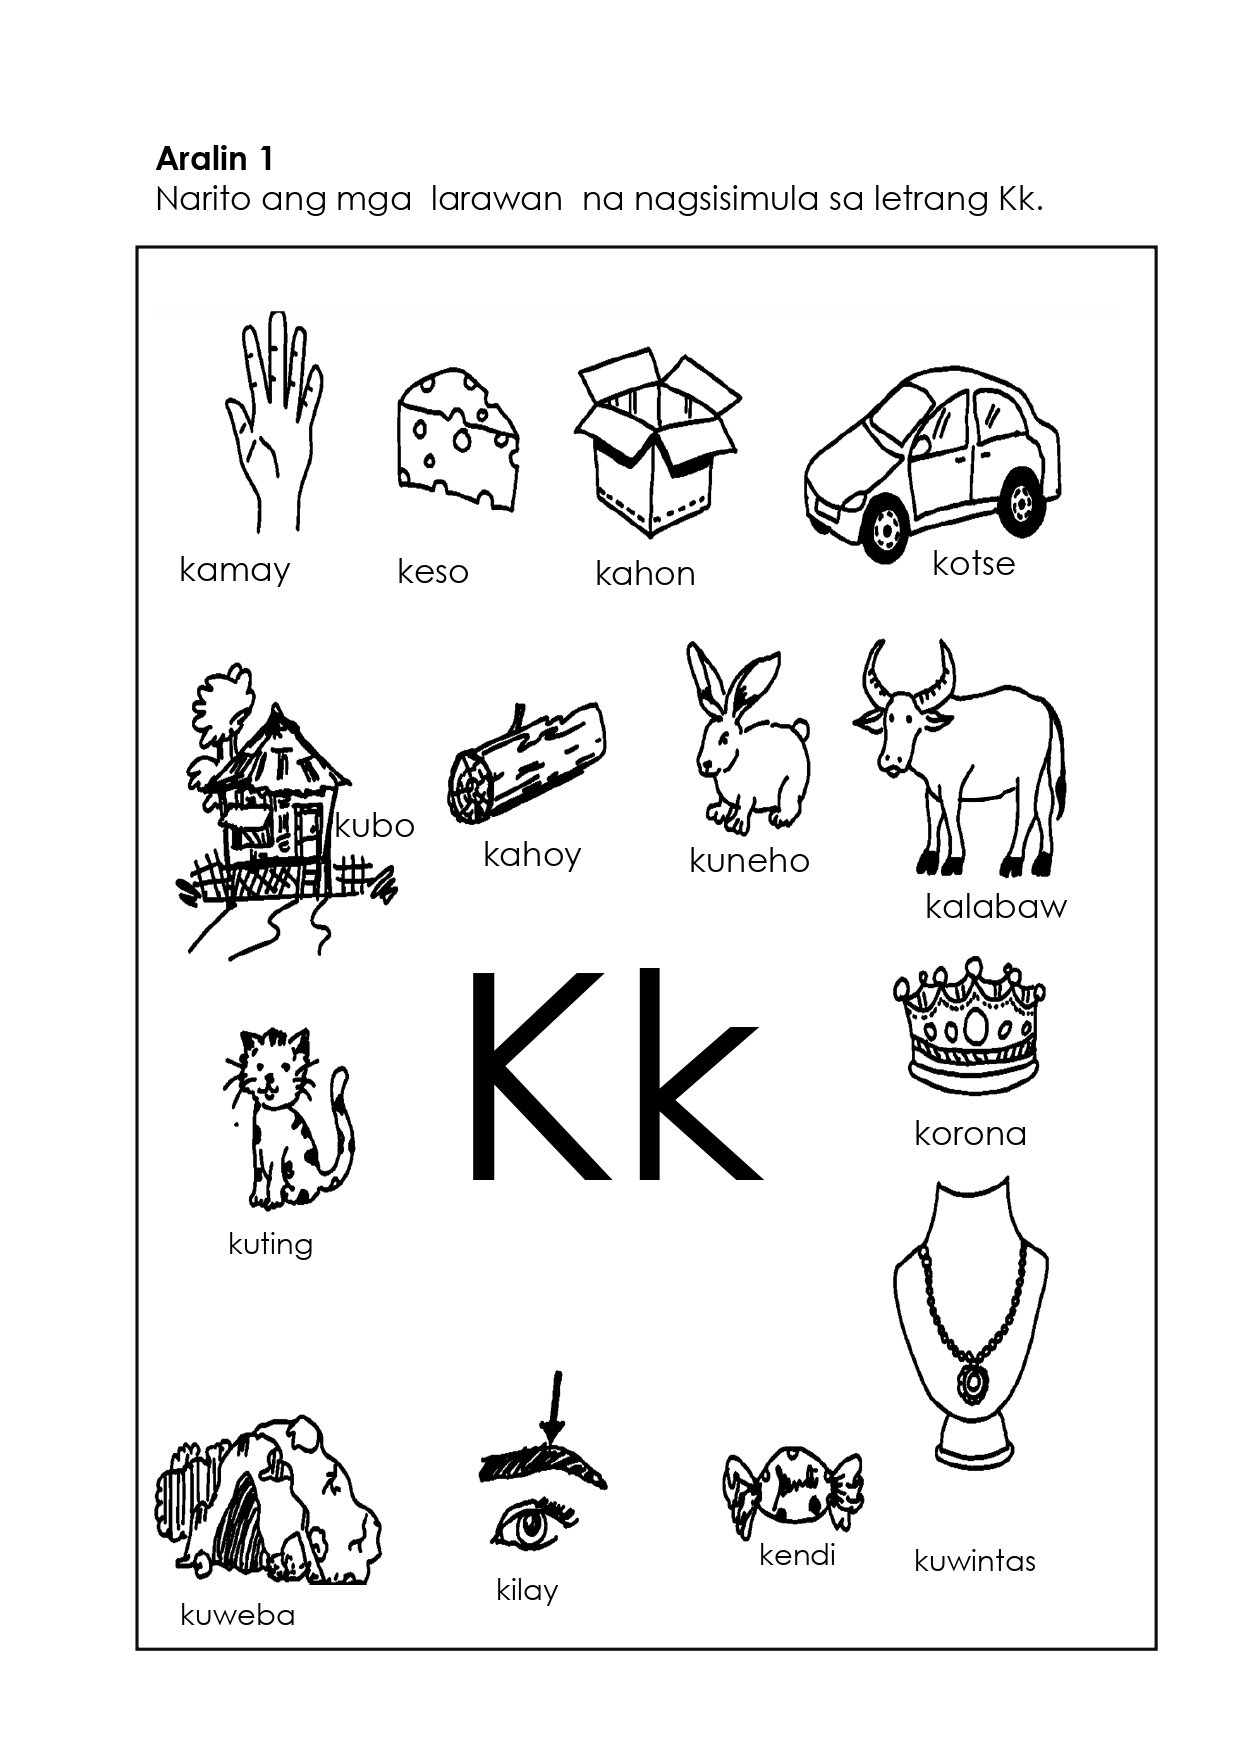 Aralin 1
Narito ang mga larawan na nagsisimula sa letrang Kk.
kamay
keso
kahon
kotse
kubo
kahoy
kuneho
kalabaw
Kk
korona
kuting
kendi
kuwintas
kilay
kuweba